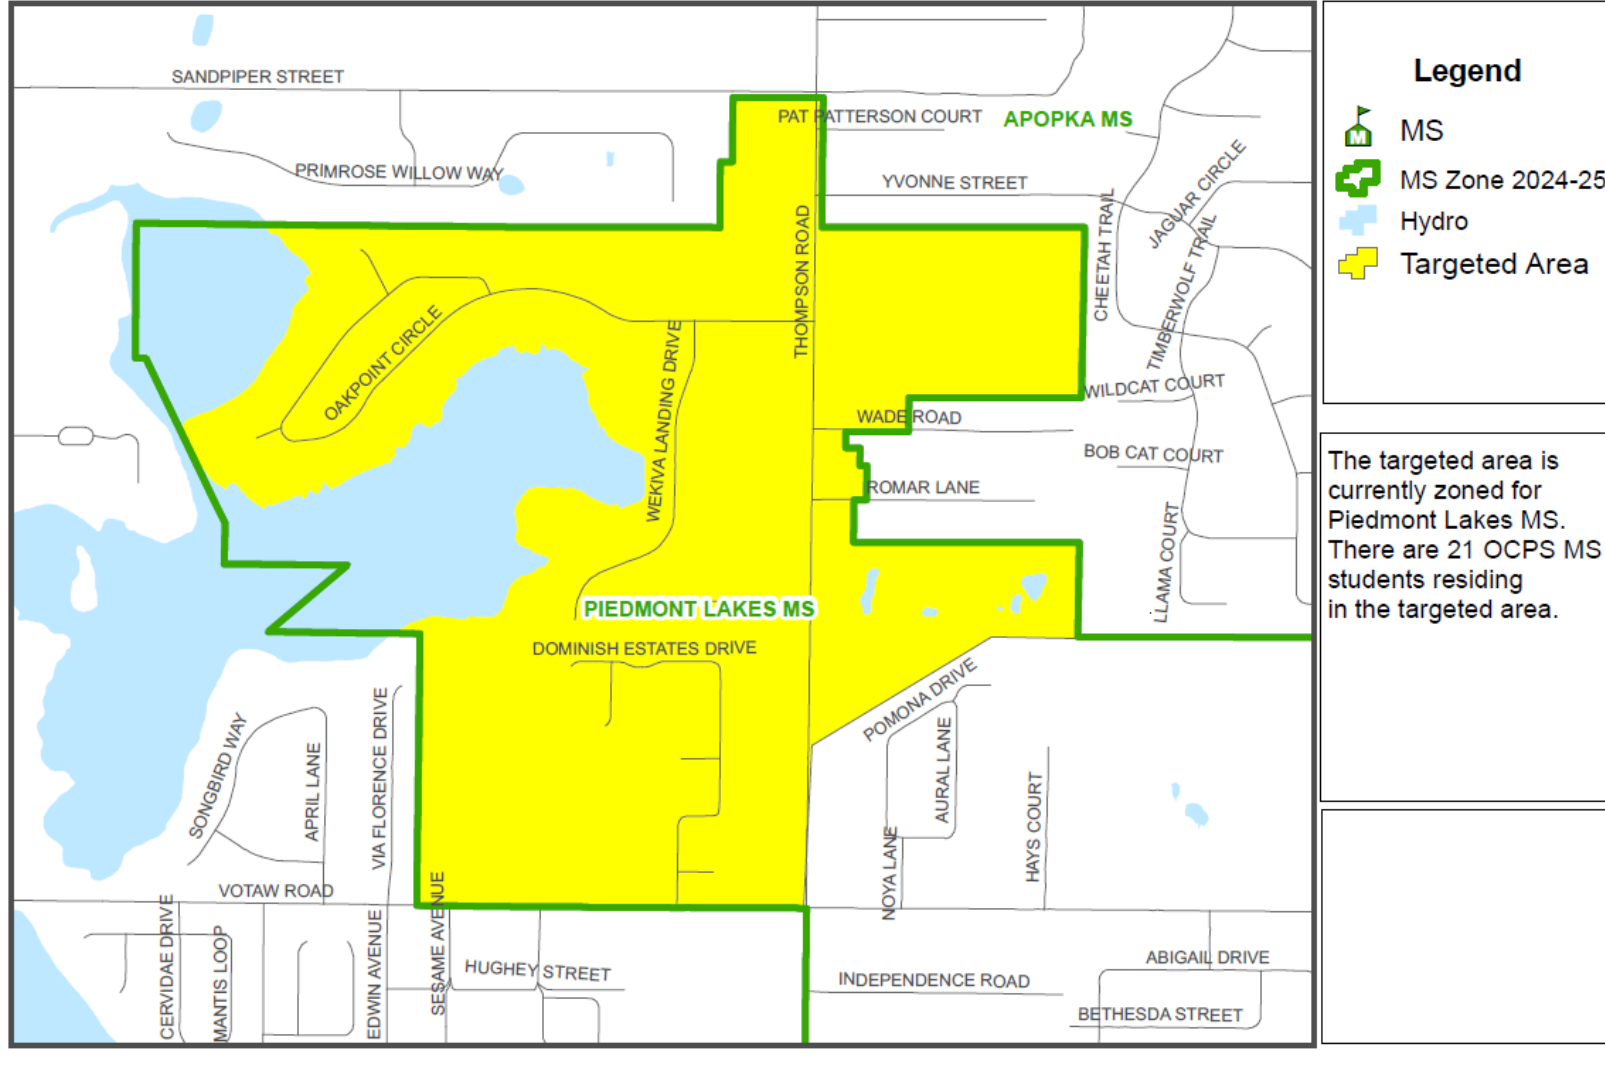 SANDPIPER STREET
PAT PATTERSON COURT
APOPKA MS
PRIMROSE WILLOW WAY
YVONNE STREET
JAGUAR CIRCLE
CHEETAH TRAIL
TIMBERWOLF TRAIL
THOMPSON ROAD
OAKPOINT CIRCLE
WEKIVA LANDING DRIVE
WILDCAT COURT
WADE ROAD
BOB CAT COURT
ROMAR LANE
LLAMA COURT
PIEDMONT LAKES MS
DOMINISH ESTATES DRIVE
POMONA DRIVE
SONGBIRD WAY
APRIL LANE
VIA FLORENCE DRIVE
AURAL LANE
HAYS COURT
NOYA LANE
VOTAW ROAD
CERVIDAE DRIVE
MANTIS LOOP
EDWIN AVENUE
SESAME AVENUE
HUGHEY STREET
INDEPENDENCE ROAD
ABIGAIL DRIVE
BETHESDA STREET
Legend
M
MS
MS Zone 2024-25
Hydro
Targeted Area
The targeted area is
currently zoned for
Piedmont Lakes MS.
There are 21 OCPS MS
students residing
in the targeted area.